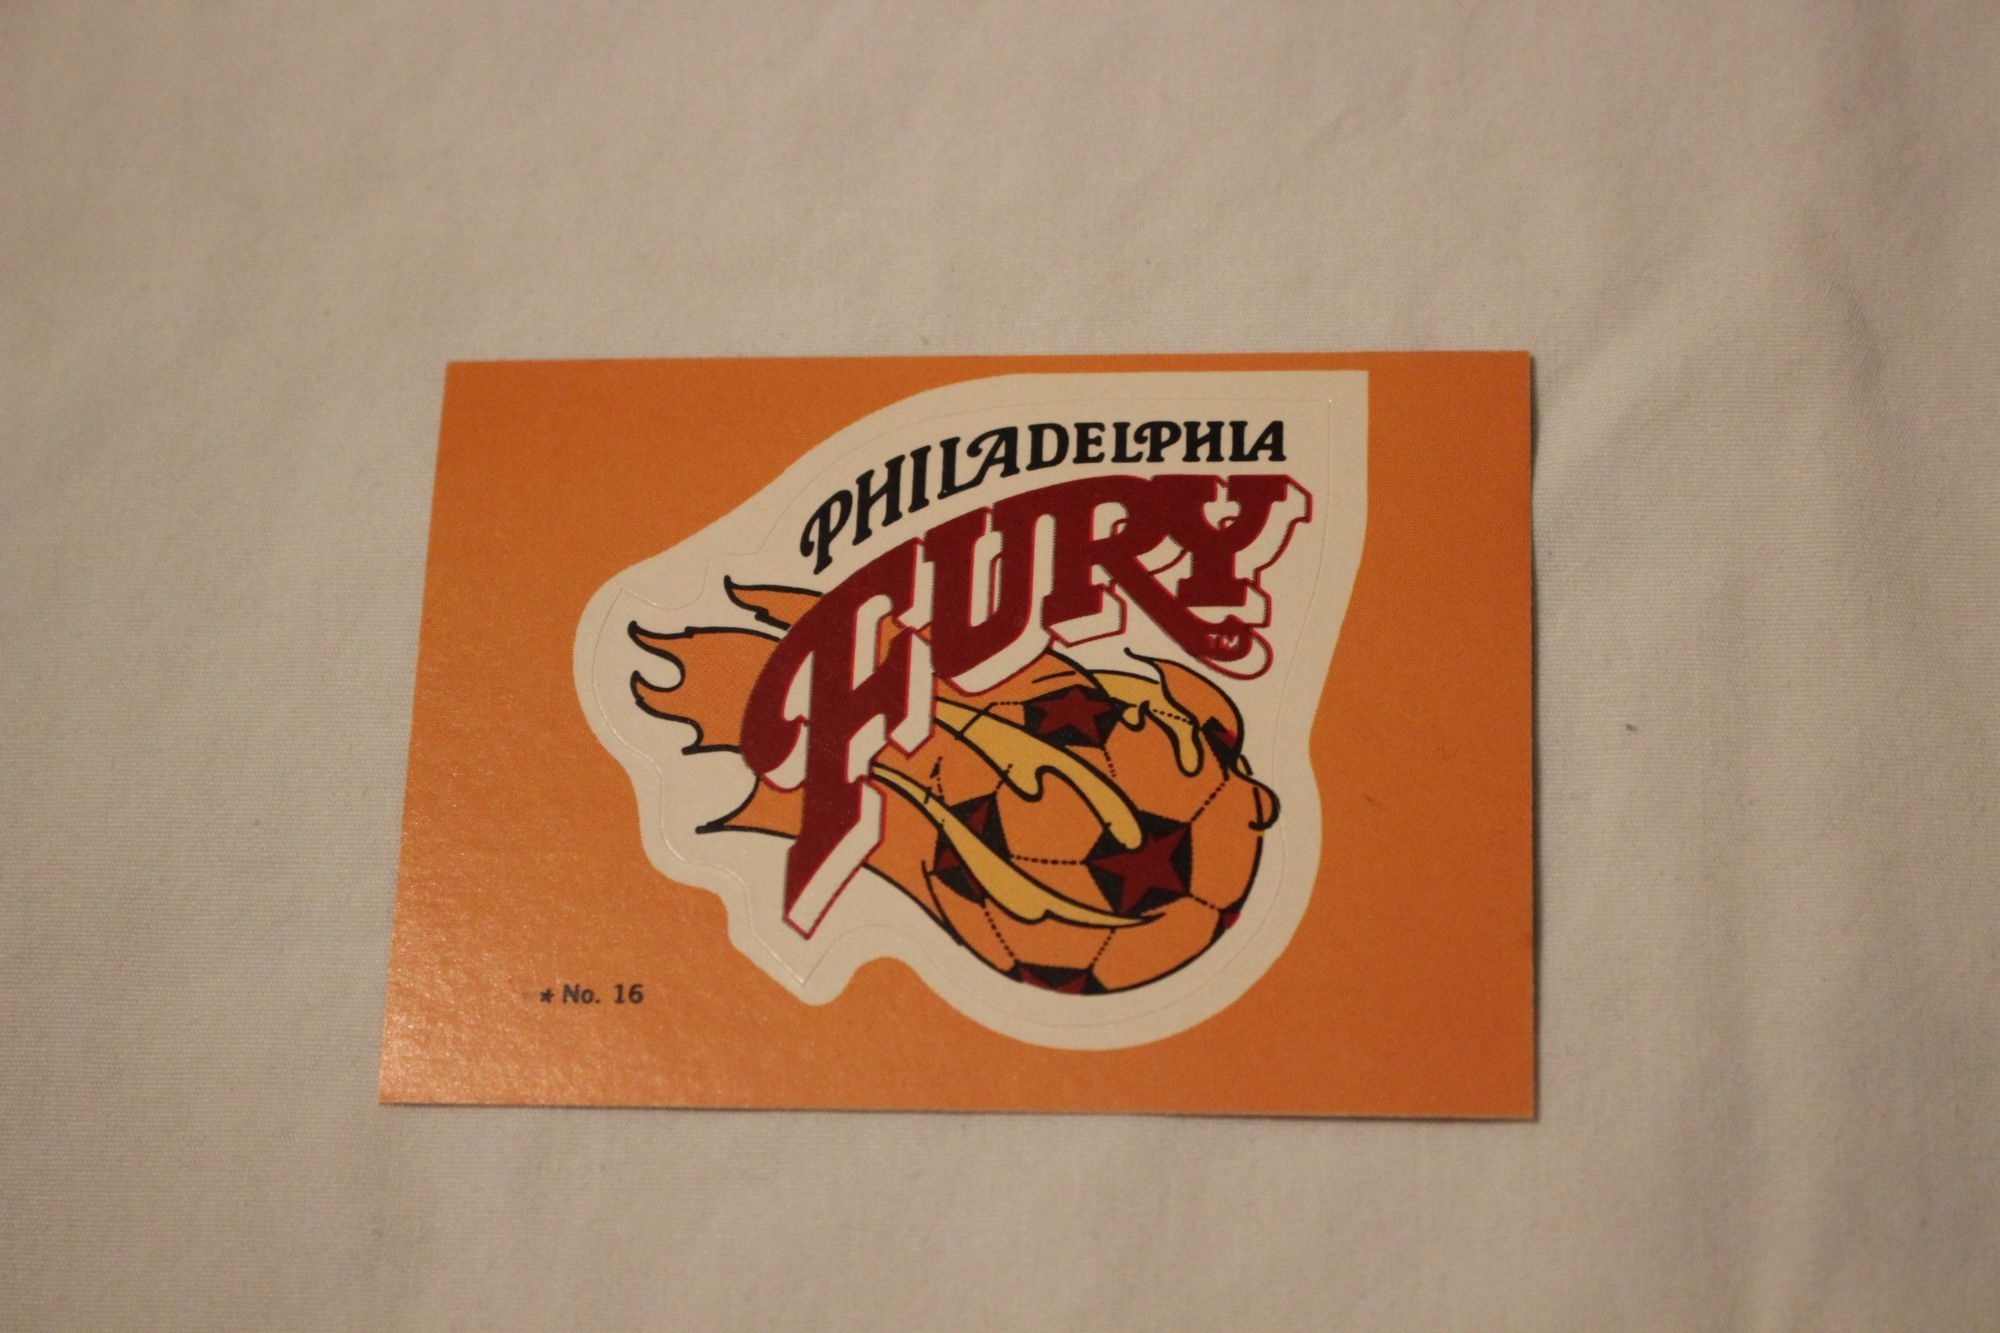 PHILADELPHIA
FURY
TM
* No. 16